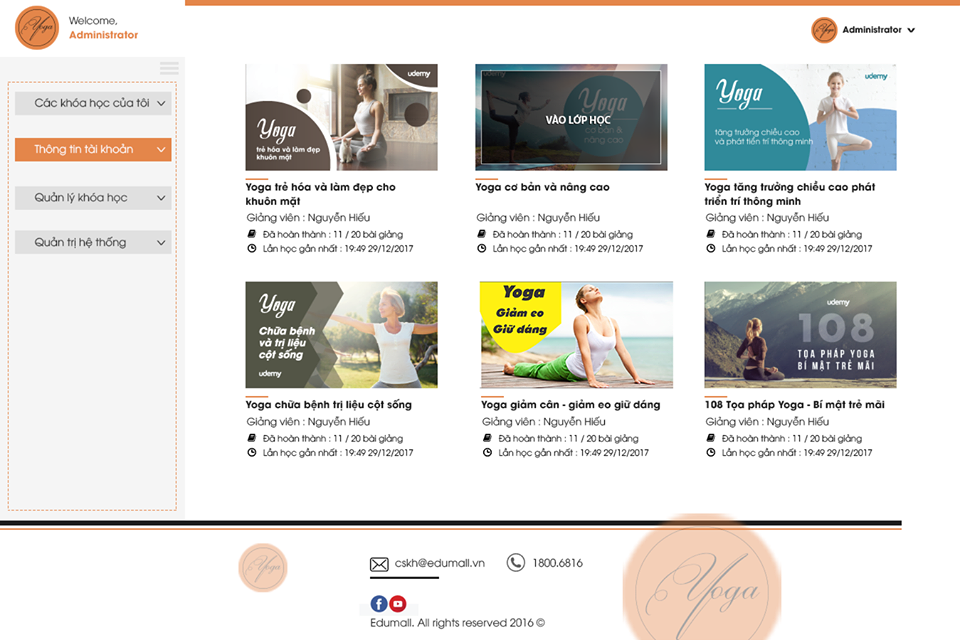 Yoga
Welcome,
Administrator
Yoga
Administrator
Các khóa học của tôi
Thông tin tài khoản
Quản lý khóa học
Quản trị hệ thống
udemy
Yoga
trẻ hóa và làm đẹp
khuôn mặt
Yoga trẻ hóa và làm đẹp cho
khuôn mặt
Giảng viên : Nguyễn Hiếu
Đã hoàn thành : 11 / 20 bài giảng
Lần học gần nhất : 19:49 29/12/2017
udemy
Yoga
VÀO LỚP HỌC
cơ bản &
nâng cao
Yoga cơ bản và nâng cao
Giảng viên : Nguyễn Hiếu
Đã hoàn thành : 11 / 20 bài giảng
Lần học gần nhất : 19:49 29/12/2017
udemy
Yoga
tăng trưởng chiều cao
và phát triển trí thông minh
Yoga tăng trưởng chiều cao phát
triển trí thông minh
Giảng viên : Nguyễn Hiếu
Đã hoàn thành : 11 / 20 bài giảng
Lần học gần nhất : 19:49 29/12/2017
Yoga
Chữa bệnh
và trị liệu
cột sống
udemy
Yoga chữa bệnh trị liệu cột sống
Giảng viên : Nguyễn Hiếu
Đã hoàn thành : 11 / 20 bài giảng
Lần học gần nhất : 19:49 29/12/2017
Yoga
Giảm eo
Giữ dáng
Yoga giảm cân - giảm eo giữ dáng
Giảng viên : Nguyễn Hiếu
Đã hoàn thành : 11 / 20 bài giảng
Lần học gần nhất : 19:49 29/12/2017
udemy
108
TỌA PHÁP YOGA
BÍ MẬT TRẺ MÃI
108 Tọa pháp Yoga - Bí mật trẻ mãi
Giảng viên : Nguyễn Hiếu
Đã hoàn thành : 11 / 20 bài giảng
Lần học gần nhất : 19:49 29/12/2017
Yoga
cskh@edumall.vn
1800.6816
Edumall. All rights reserved 2016 ©
Yoga